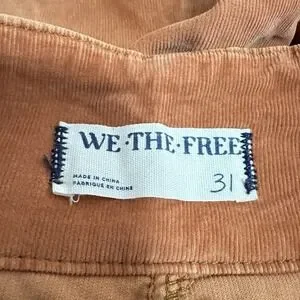 WE·THE·FREE
MADE IN CHINA
FABRIQUÉ EN CHINE
31